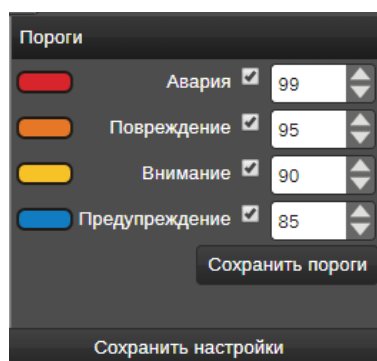 Пороги
Авария 99
Повреждение 95
Внимание 90
Предупреждение 85
Сохранить пороги
Сохранить настройки